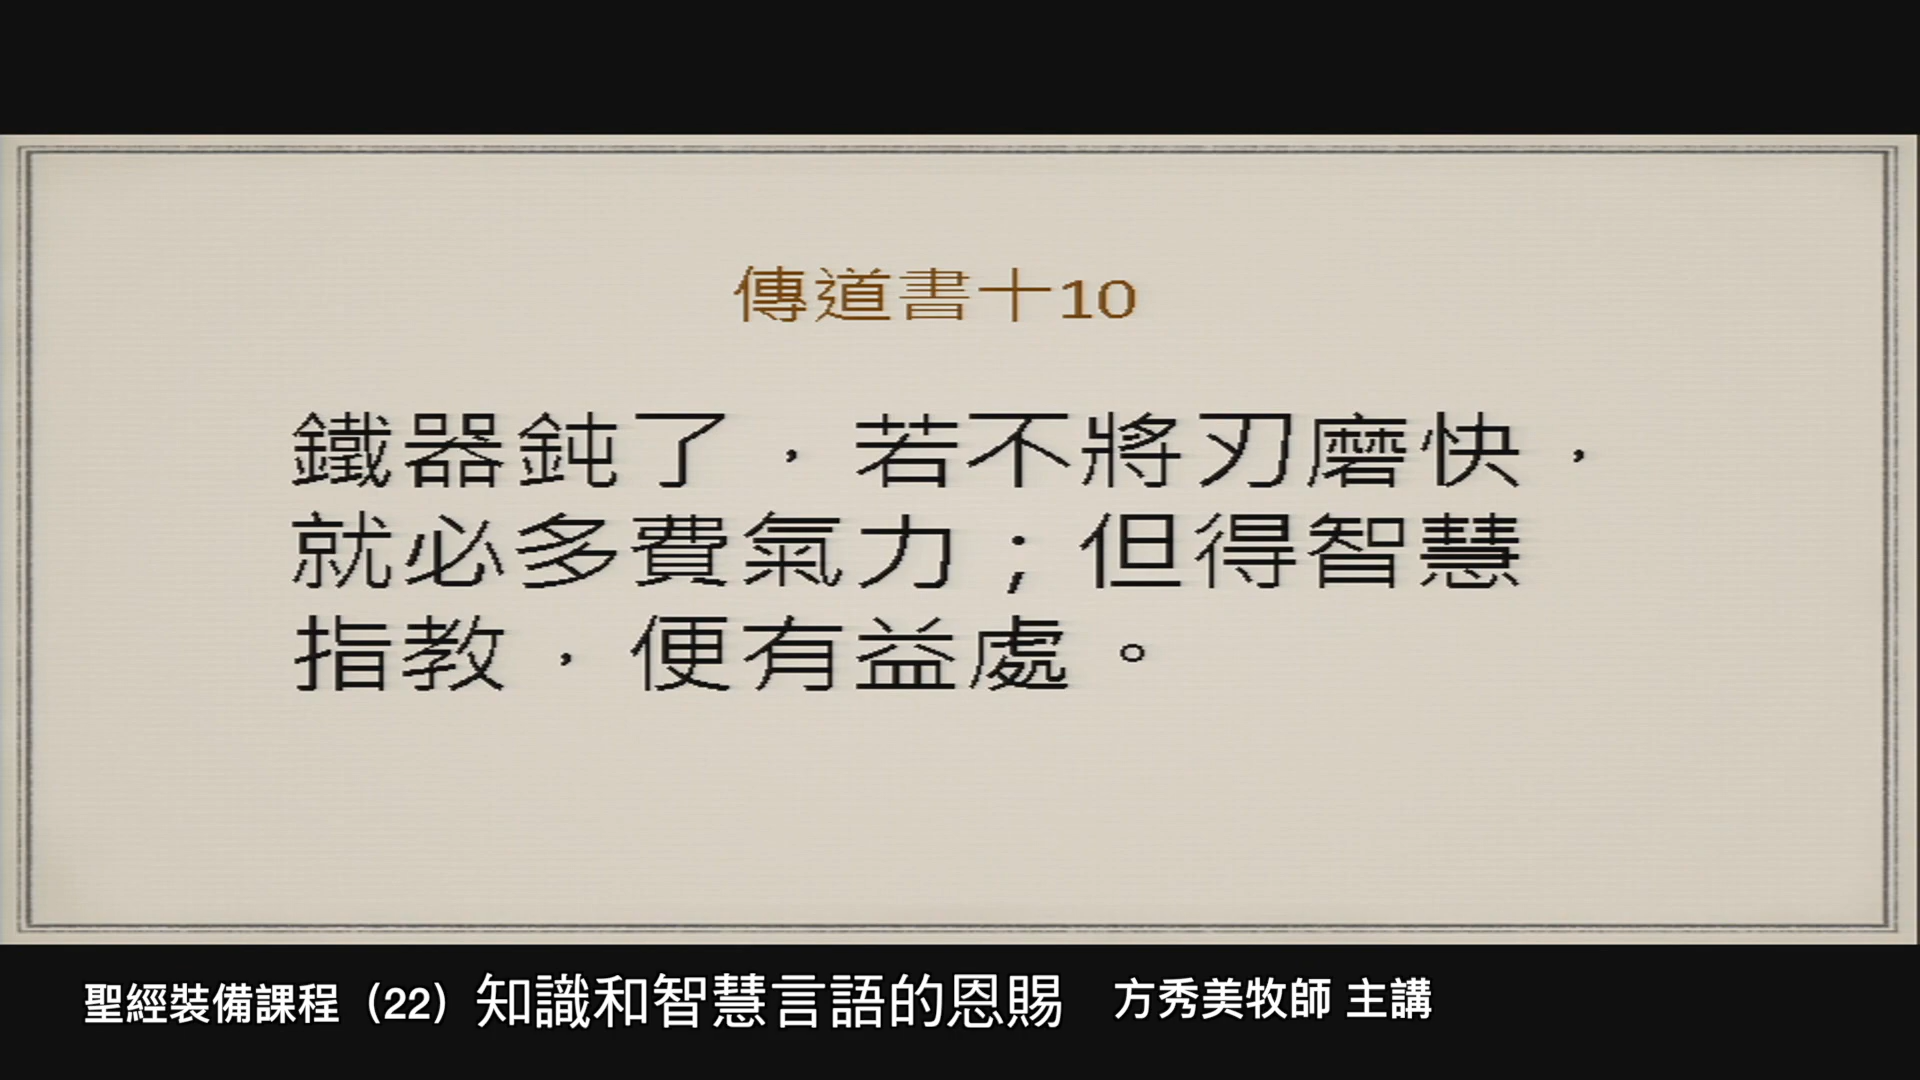 傳道書十10
鐵器鈍了，若不將刃磨快，
就必多費氣力；但得智慧
指教，便有益處。
聖經裝備課程（22）知識和智慧言語的恩賜　方秀美牧師 主講